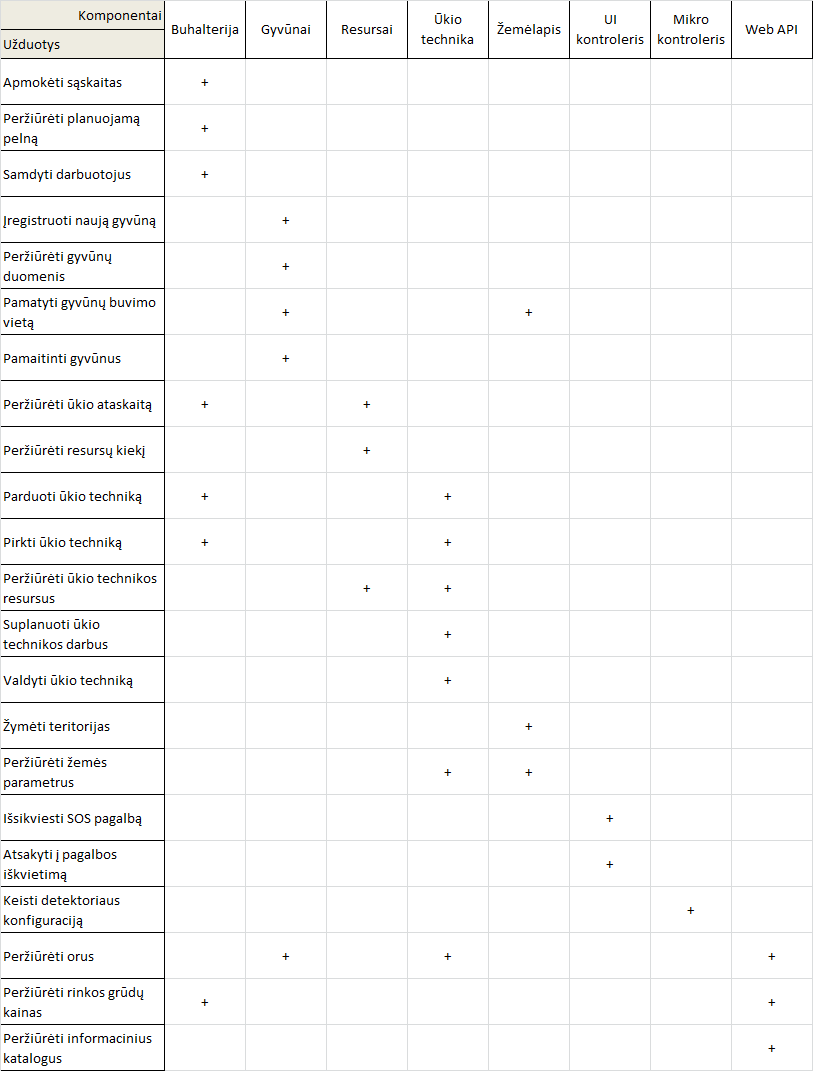 Komponentai
Užduotys
Buhalterija
Gyvūnai
Resursai
Ūkio
technika
Žemėlapis
UI
kontroleris
Mikro
kontroleris
Web API
Apmokėti sąskaitas
+
Peržiūrėti planuojamą
pelną
+
Samdyti darbuotojus
+
Įregistruoti naują gyvūną
+
Peržiūrėti gyvūnų
duomenis
+
Pamatyti gyvūnų buvimo
vietą
+ +
Pamaitinti gyvūnus
+
Peržiūrėti ūkio ataskaitą
+ +
Peržiūrėti resursų kiekį
+
Parduoti ūkio techniką
+ +
Pirkti ūkio techniką
+ +
Peržiūrėti ūkio technikos
resursus
+ +
Suplanuoti ūkio
technikos darbus
+
Valdyti ūkio techniką
+
Žymėti teritorijas
+
Peržiūrėti žemės
parametrus
+ +
Išsikviesti SOS pagalbą
+
Atsakyti į pagalbos
iškvietimą
+
Keisti detektoriaus
konfiguraciją
+
Peržiūrėti orus
+ + +
Peržiūrėti rinkos grūdų
kainas
+ +
Peržiūrėti informacinius
katalogus
+